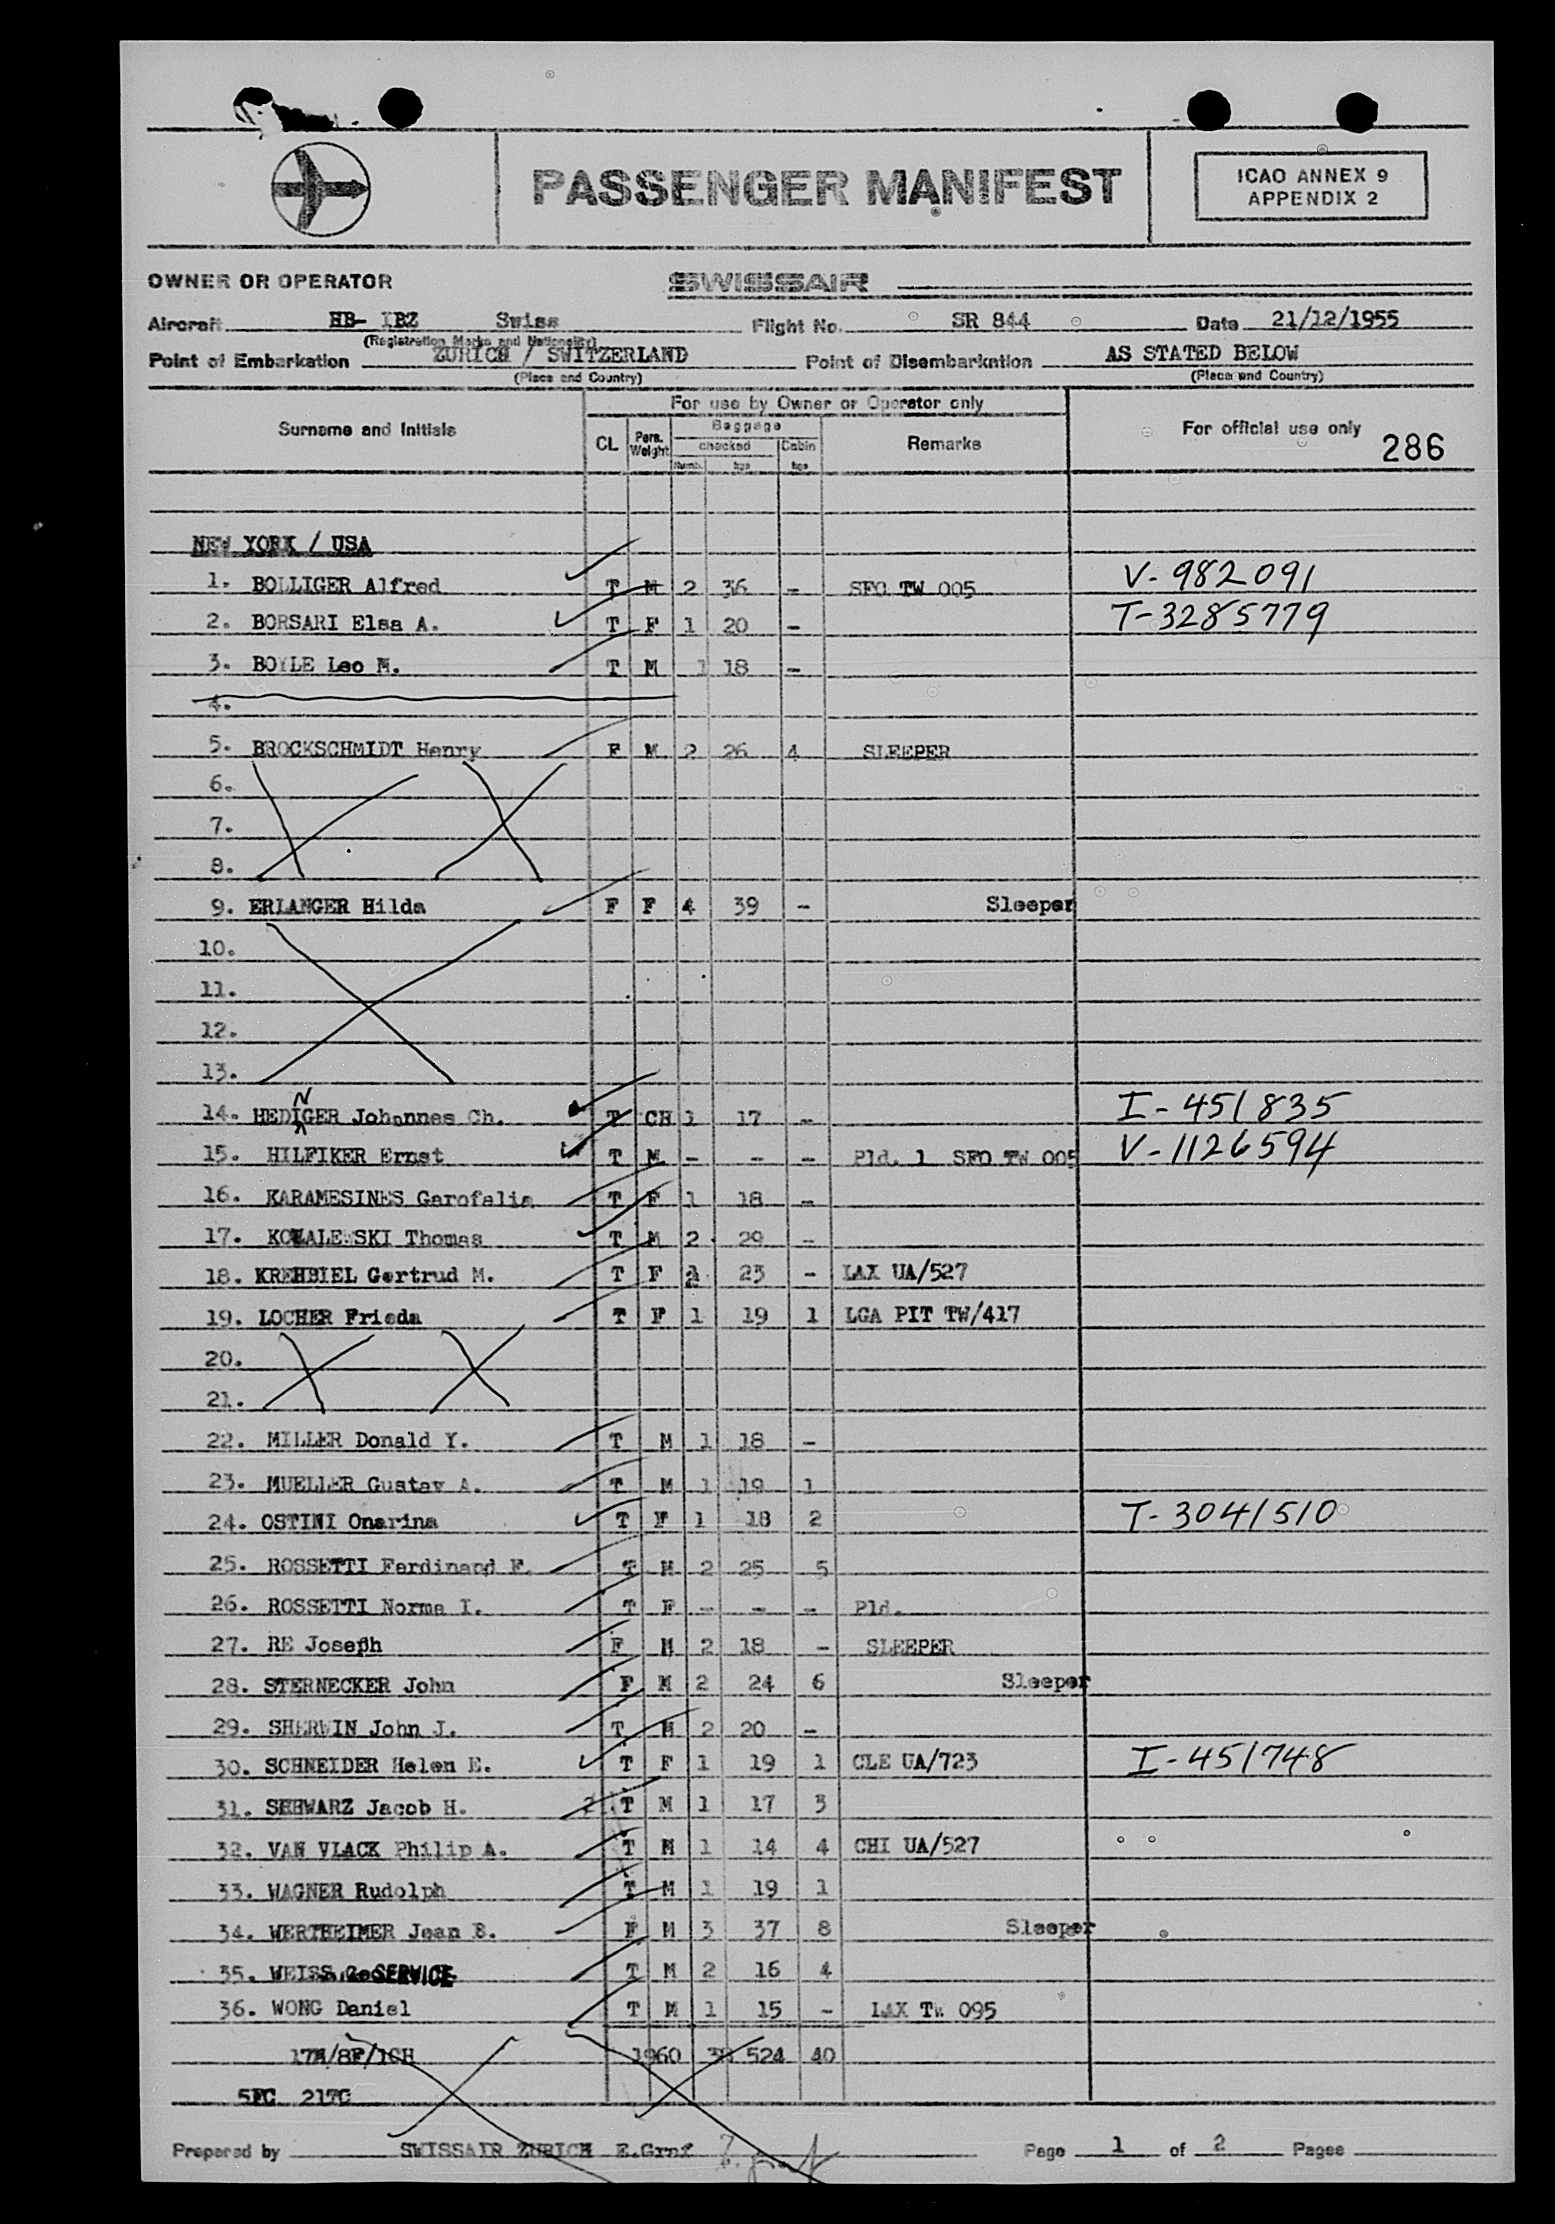 PASSENGER MANIFEST
ICAO ANNEX 9
APPENDIX 2
OWNER OR OPERATOR SWISSAIR
Aircraft HB- IBZ Swiss Flight No. SR 844 Date 21/12/1955
(Registration Marks and Nationality)
Point of Embarkation ZURICH / SWITZERLAND Point of Disembarkation AS STATED BELOW
(Place and Country) (Place and Country)
For use by Owner or Operator only
Surname and Initials CL Pers. Weight Baggage checked Numb. kgs Cabin kgs Remarks For official use only 286
NEW YORK / USA
1. BOLLIGER Alfred T M 2 36 - SFO TW 005 V-982091
2. BORSARI Elsa A. T F 1 20 - T-3285779
3. BOYLE Leo M. T M 1 18 -
4.
5. BROCKSCHMIDT Henry F M 2 26 4 SLEEPER
6.
7.
8.
9. ERLANGER Hilda F F 4 39 - Sleeper
10.
11.
12.
13.
N
14. HEDIGER Johannes Ch. T CH 1 17 - I-451835
15. HILFIKER Ernst T M - - - Pld. 1 SFO TW 005 V-1126594
16. KARAMESINES Garofalia T F 1 18 -
17. KOWALEWSKI Thomas T M 2 29 -
18. KREHBIEL Gertrud M. T F 2 23 - LAX UA/527
19. LOCHER Frieda T F 1 19 1 LGA PIT TW/417
20.
21.
22. MILLER Donald Y. T M 1 18 -
23. MUELLER Gustav A. T M 1 19 1
24. OSTINI Onarina T F 1 18 2 T-3041510
25. ROSSETTI Ferdinand F. T M 2 25 5
26. ROSSETTI Norma I. T F - - - Pld.
27. RE Joseph F M 2 18 - SLEEPER
28. STERNECKER John F M 2 24 6 Sleeper
29. SHERWIN John J. T M 2 20 -
30. SCHNEIDER Helen E. T F 1 19 1 CLE UA/723 I-451748
31. SEHWARZ Jacob H. T M 1 17 3
32. VAN VLACK Philip A. T M 1 14 4 CHI UA/527
33. WAGNER Rudolph T M 1 19 1
34. WERTHEIMER Jean B. F M 3 37 8 Sleeper
35. WEISS SERVICE T M 2 16 4
36. WONG Daniel T M 1 15 - LAX TW 095
17M/8F/1CH 1960 38 524 40
5FC 21TC
Prepared by SWISSAIR ZURICH E.Graf E. Graf Page 1 of 2 Pages